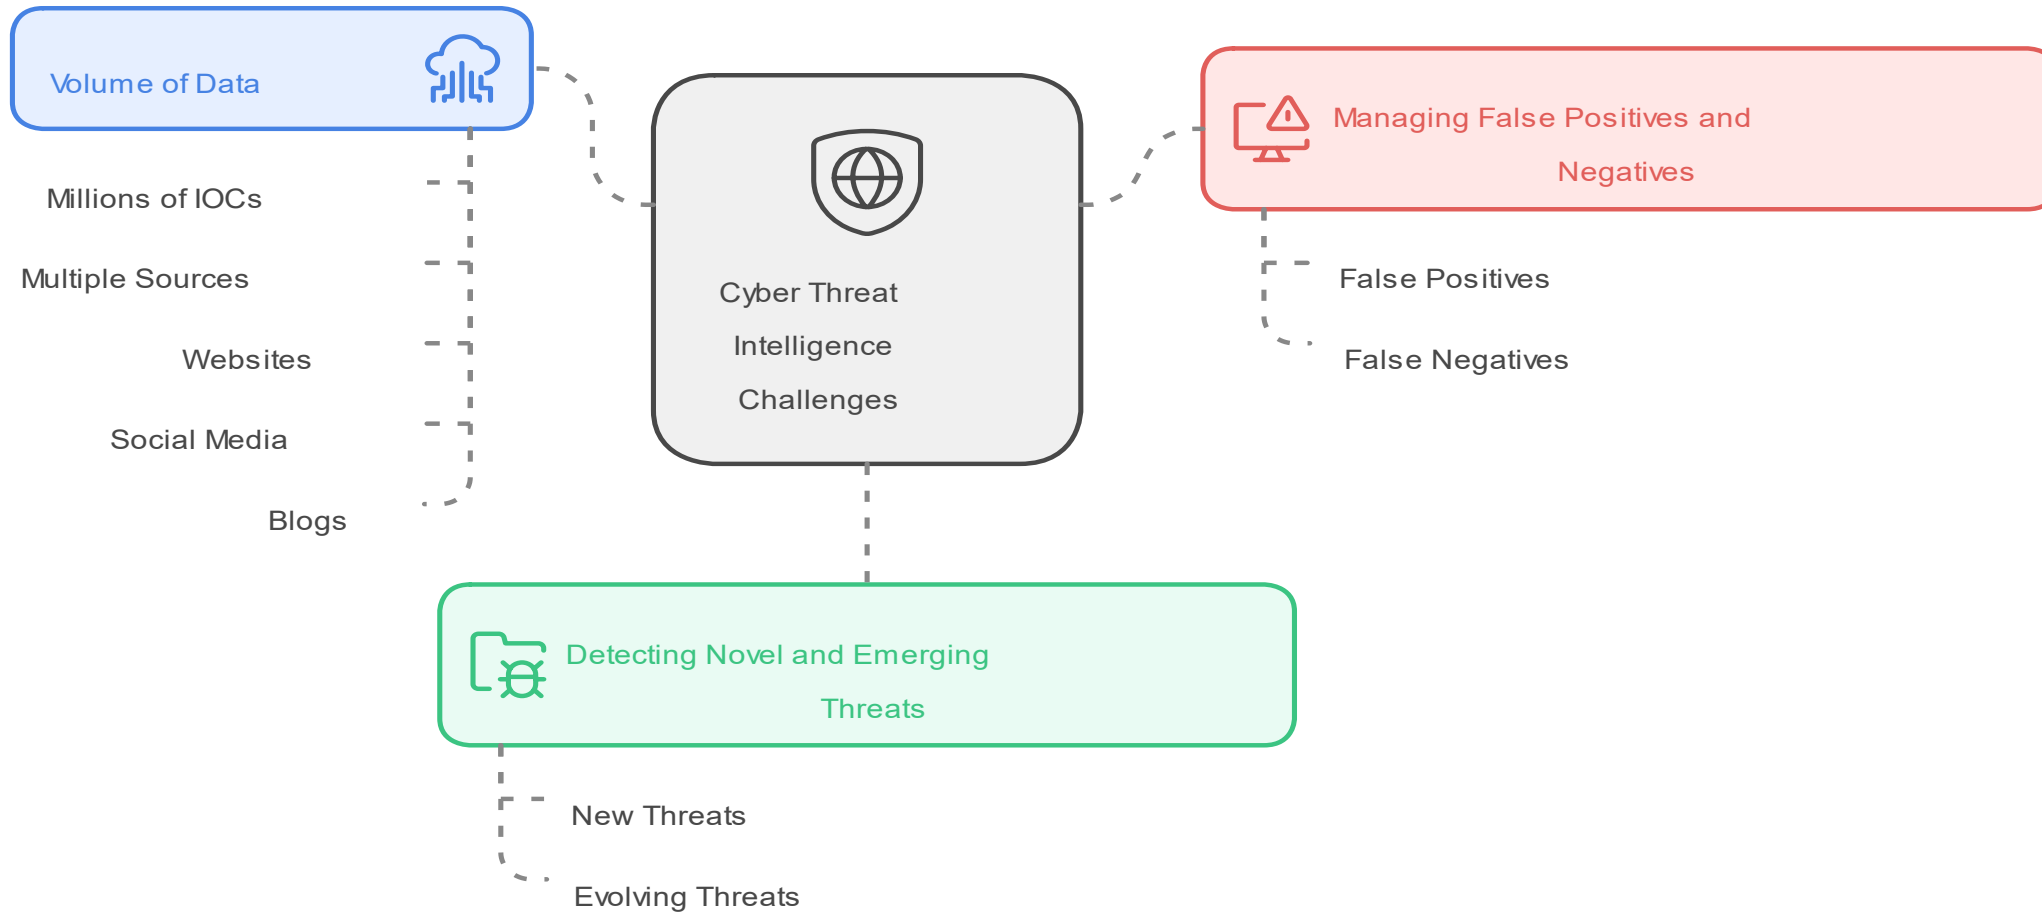 Volume of Data
Millions of IOCs
Multiple Sources
Websites
Social Media
Blogs
Cyber Threat
Intelligence
Challenges
Managing False Positives and
Negatives
False Positives
False Negatives
Detecting Novel and Emerging
Threats
New Threats
Evolving Threats